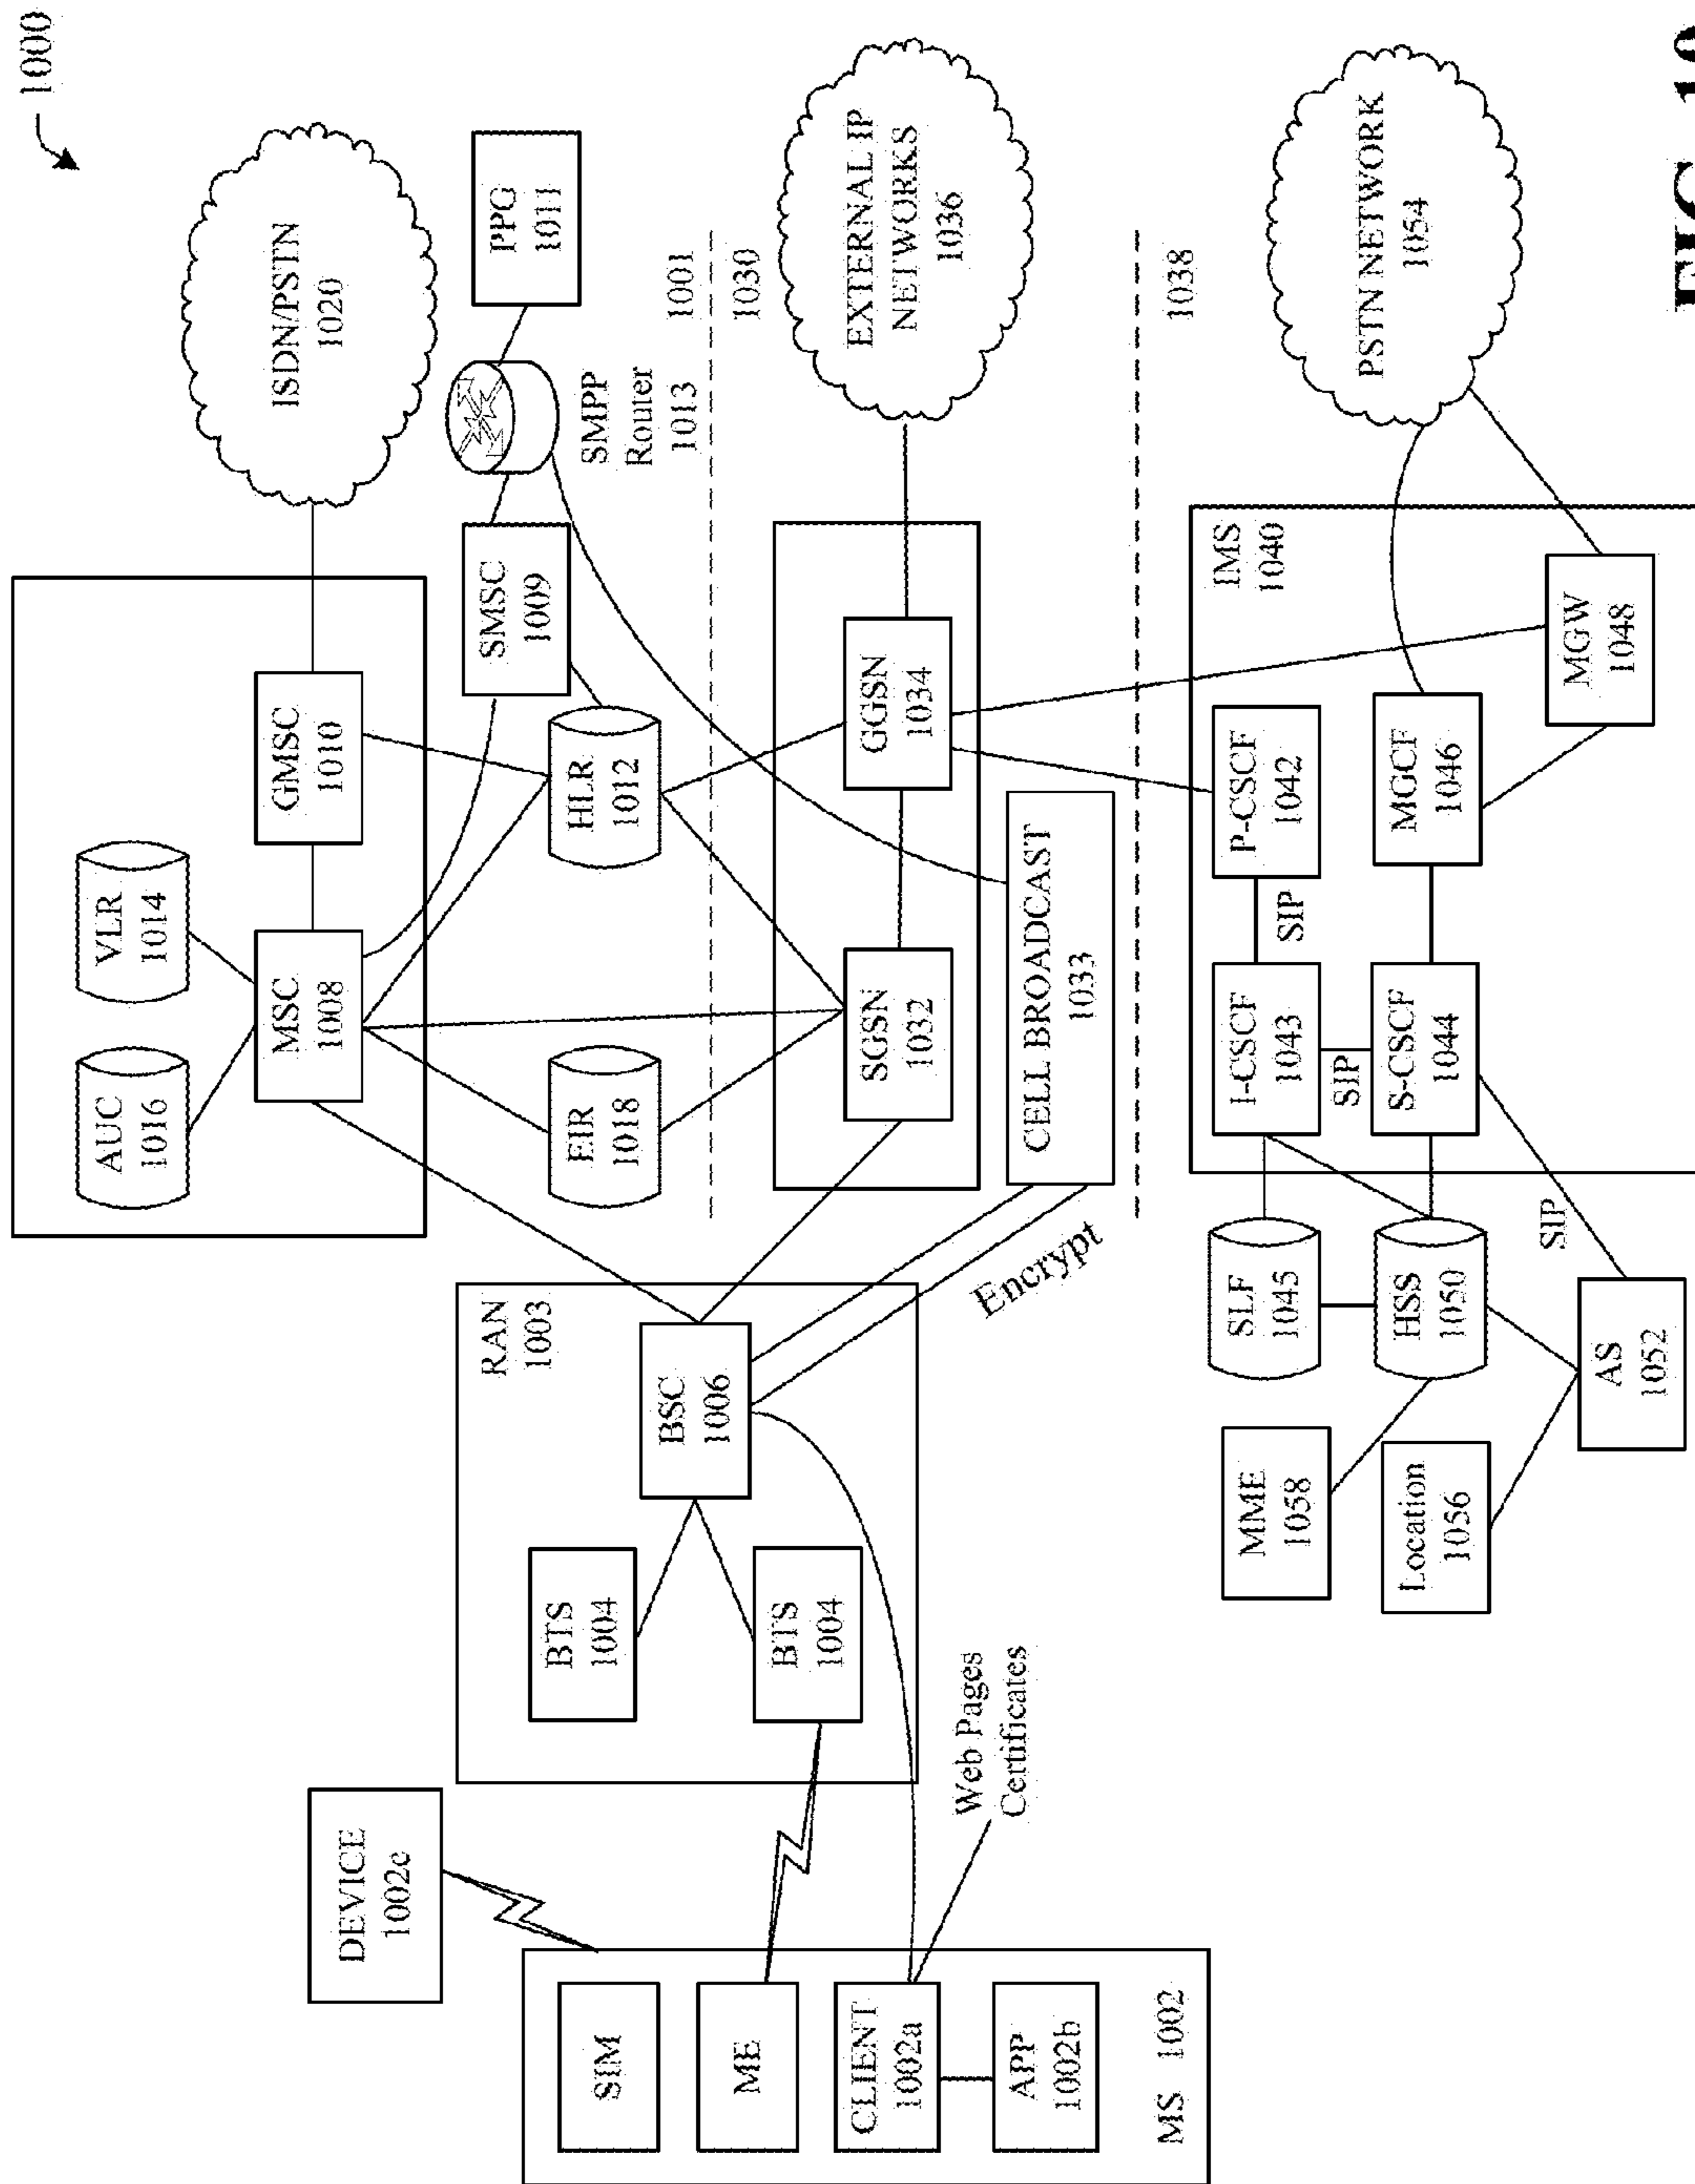 1000
ISDN/PSTN
1020
PPG
1011
SMPP
Router
1013
VLR
1014
AUC
1016
MSC
1008
GMSC
1010
SMSC
1009
HLR
1012
EIR
1018
1001
1030
EXTERNAL IP
NETWORKS
1036
GGSN
1034
SGSN
1032
CELL BROADCAST
1033
Encrypt
1038
RAN
1003
BSC
1006
BTS
1004
BTS
1004
DEVICE
1002c
SIM
ME
CLIENT
1002a
APP
1002b
MS 1002
Web Pages
Certificates
PSTN NETWORK
1054
IMS
1040
P-CSCF
1042
SIP
I-CSCF
1043
SIP
S-CSCF
1044
MGCF
1046
MGW
1048
SLF
1045
HSS
1050
SIP
AS
1052
MME
1058
Location
1056
FIG. 10